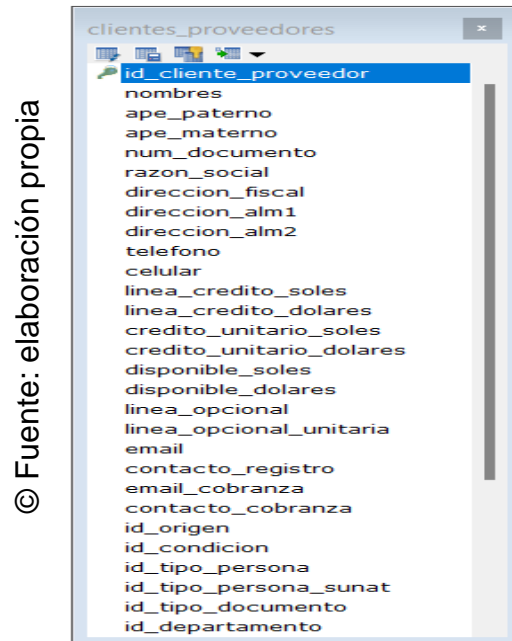 © Fuente: elaboración propia
clientes_proveedores
id_cliente_proveedor
nombres
ape_paterno
ape_materno
num_documento
razon_social
direccion_fiscal
direccion_alm1
direccion_alm2
telefono
celular
linea_credito_soles
linea_credito_dolares
credito_unitario_soles
credito_unitario_dolares
disponible_soles
disponible_dolares
linea_opcional
linea_opcional_unitaria
email
contacto_registro
email_cobranza
contacto_cobranza
id_origen
id_condicion
id_tipo_persona
id_tipo_persona_sunat
id_tipo_documento
id_departamento